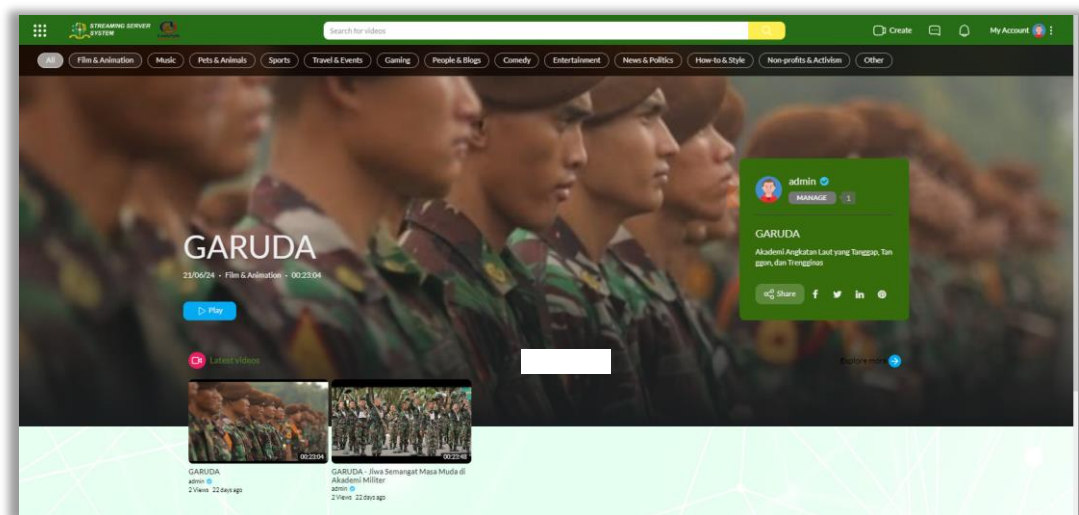 STREAMING SERVER
SYSTEM
Search for videos
Create
My Account
All
Film & Animation
Music
Pets & Animals
Sports
Travel & Events
Gaming
People & Blogs
Comedy
Entertainment
News & Politics
How-to & Style
Non-profits & Activism
Other
GARUDA
21/06/24 - Film & Animation - 00:23:04
Play
admin
MANAGE 1
GARUDA
Akademi Angkatan Laut yang Tanggap, Tan
ggon, dan Trengginas
Share
Latest videos
Explore more
00:23:04
00:23:48
GARUDA
admin
2 Views 22 days ago
GARUDA - Jiwa Semangat Masa Muda di
Akademi Militer
admin
2 Views 22 days ago